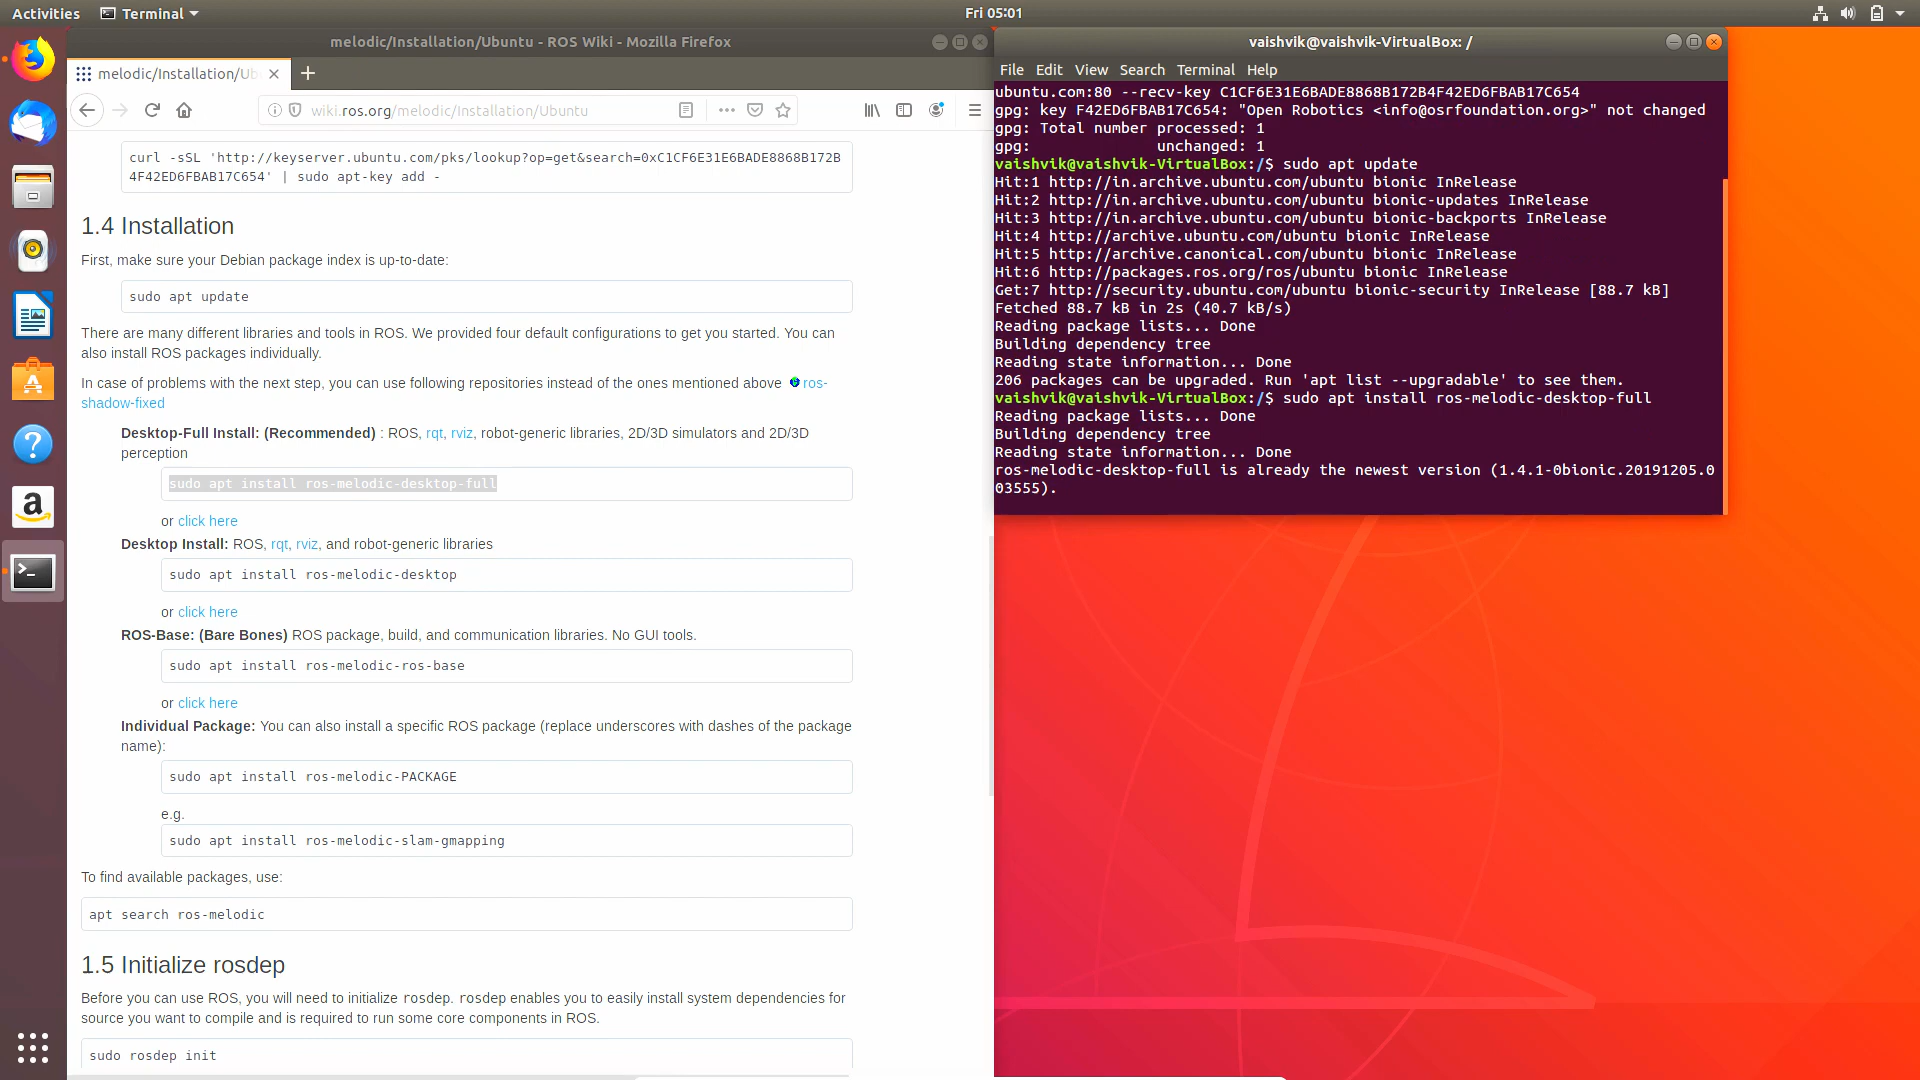 Activities
Terminal
Fri 05:01
melodic/Installation/Ubuntu - ROS Wiki - Mozilla Firefox
melodic/Installation/Ub
wiki.ros.org/melodic/Installation/Ubuntu
curl -sSL 'http://keyserver.ubuntu.com/pks/lookup?op=get&search=0xC1CF6E31E6BADE8868B172B
4F42ED6FBAB17C654' | sudo apt-key add -
1.4 Installation
First, make sure your Debian package index is up-to-date:
sudo apt update
There are many different libraries and tools in ROS. We provided four default configurations to get you started. You can
also install ROS packages individually.
In case of problems with the next step, you can use following repositories instead of the ones mentioned above ros-
shadow-fixed
Desktop-Full Install: (Recommended) : ROS, rqt, rviz, robot-generic libraries, 2D/3D simulators and 2D/3D
perception
sudo apt install ros-melodic-desktop-full
or click here
Desktop Install: ROS, rqt, rviz, and robot-generic libraries
sudo apt install ros-melodic-desktop
or click here
ROS-Base: (Bare Bones) ROS package, build, and communication libraries. No GUI tools.
sudo apt install ros-melodic-ros-base
or click here
Individual Package: You can also install a specific ROS package (replace underscores with dashes of the package
name):
sudo apt install ros-melodic-PACKAGE
e.g.
sudo apt install ros-melodic-slam-gmapping
To find available packages, use:
apt search ros-melodic
1.5 Initialize rosdep
Before you can use ROS, you will need to initialize rosdep. rosdep enables you to easily install system dependencies for
source you want to compile and is required to run some core components in ROS.
sudo rosdep init
vaishvik@vaishvik-VirtualBox: /
File Edit View Search Terminal Help
ubuntu.com:80 --recv-key C1CF6E31E6BADE8868B172B4F42ED6FBAB17C654
gpg: key F42ED6FBAB17C654: "Open Robotics <info@osrfoundation.org>" not changed
gpg: Total number processed: 1
gpg:              unchanged: 1
vaishvik@vaishvik-VirtualBox:/$ sudo apt update
Hit:1 http://in.archive.ubuntu.com/ubuntu bionic InRelease
Hit:2 http://in.archive.ubuntu.com/ubuntu bionic-updates InRelease
Hit:3 http://in.archive.ubuntu.com/ubuntu bionic-backports InRelease
Hit:4 http://archive.ubuntu.com/ubuntu bionic InRelease
Hit:5 http://archive.canonical.com/ubuntu bionic InRelease
Hit:6 http://packages.ros.org/ros/ubuntu bionic InRelease
Get:7 http://security.ubuntu.com/ubuntu bionic-security InRelease [88.7 kB]
Fetched 88.7 kB in 2s (40.7 kB/s)
Reading package lists... Done
Building dependency tree
Reading state information... Done
206 packages can be upgraded. Run 'apt list --upgradable' to see them.
vaishvik@vaishvik-VirtualBox:/$ sudo apt install ros-melodic-desktop-full
Reading package lists... Done
Building dependency tree
Reading state information... Done
ros-melodic-desktop-full is already the newest version (1.4.1-0bionic.20191205.0
03555).